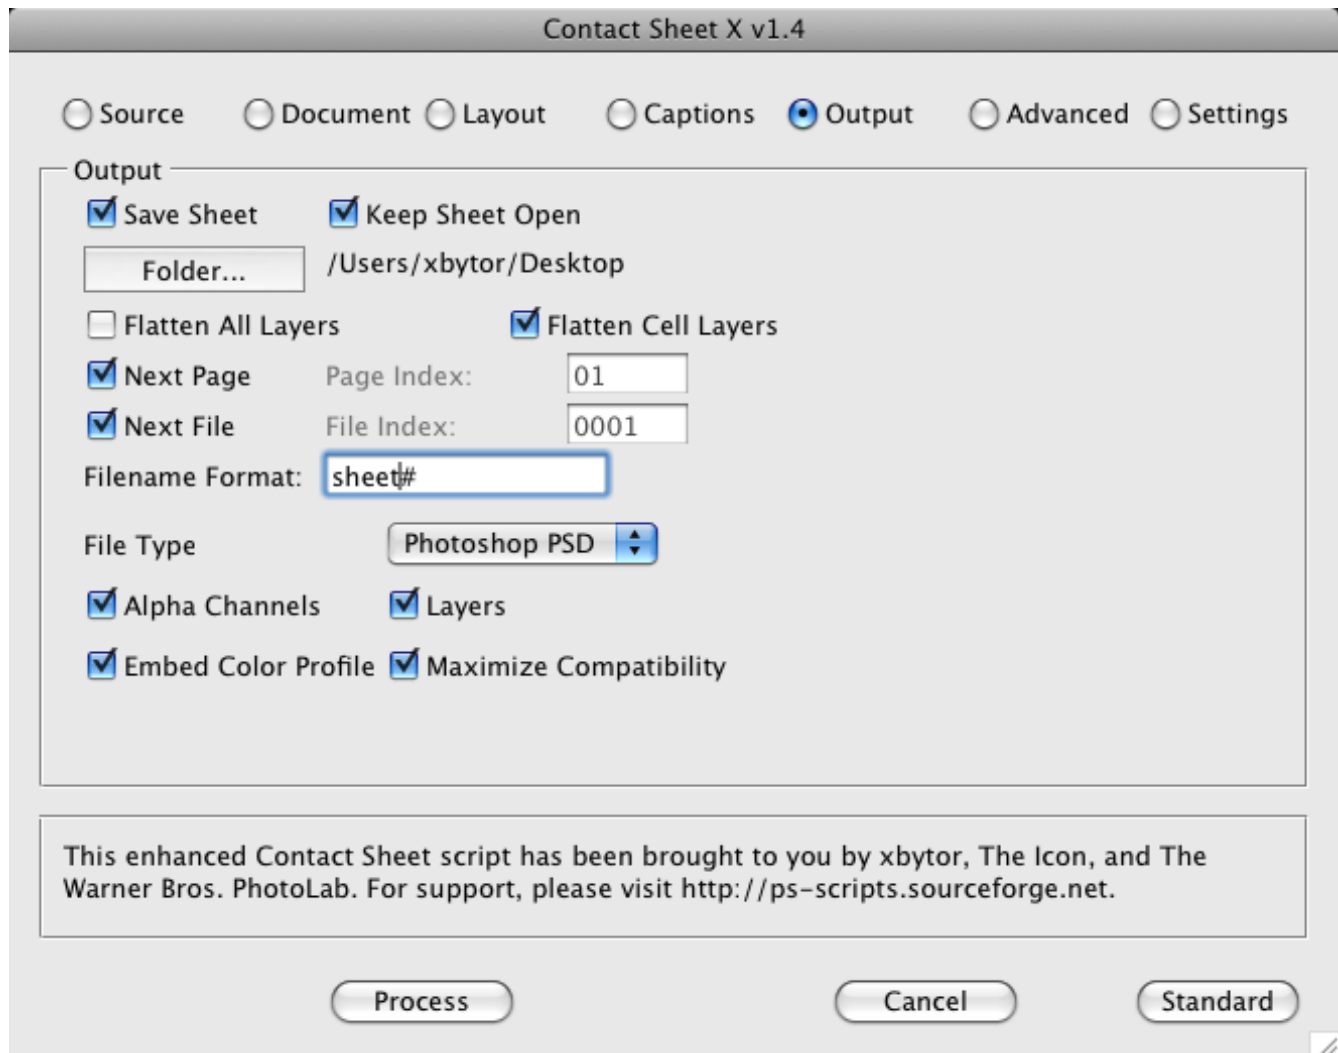 Contact Sheet X v1.4
Source Document Layout Captions Output Advanced Settings
Output
Save Sheet Keep Sheet Open
Folder... /Users/xbytor/Desktop
Flatten All Layers Flatten Cell Layers
Next Page Page Index: 01
Next File File Index: 0001
Filename Format: sheet#
File Type Photoshop PSD
Alpha Channels Layers
Embed Color Profile Maximize Compatibility
This enhanced Contact Sheet script has been brought to you by xbytor, The Icon, and The
Warner Bros. PhotoLab. For support, please visit http://ps-scripts.sourceforge.net.
Process Cancel Standard